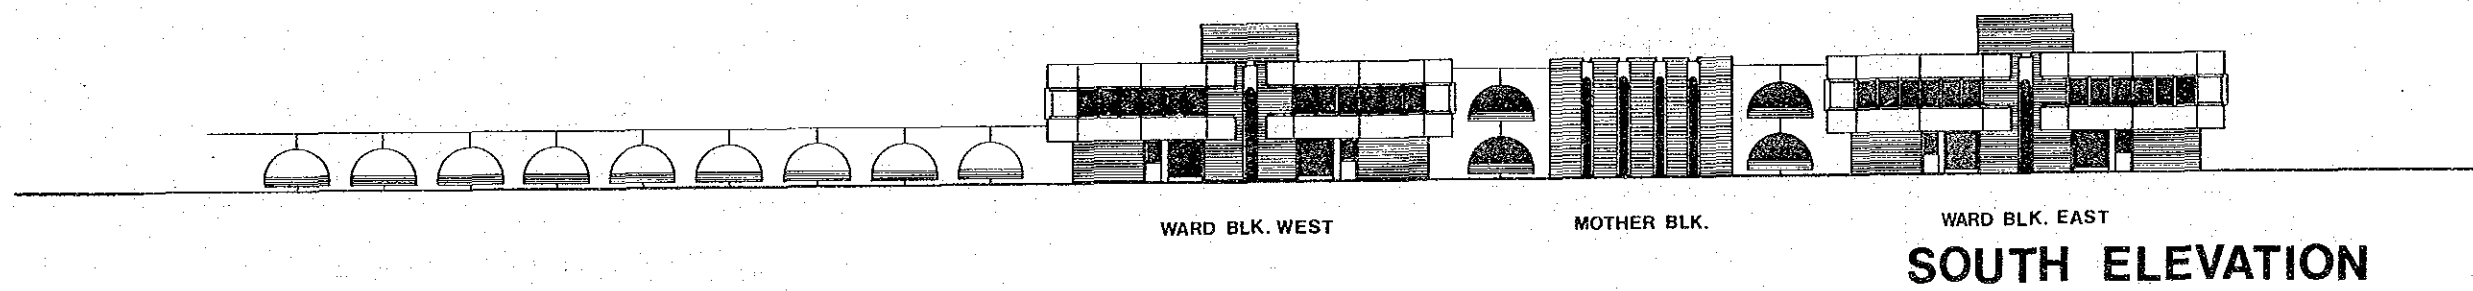 WARD BLK. WEST
MOTHER BLK.
WARD BLK. EAST
SOUTH ELEVATION